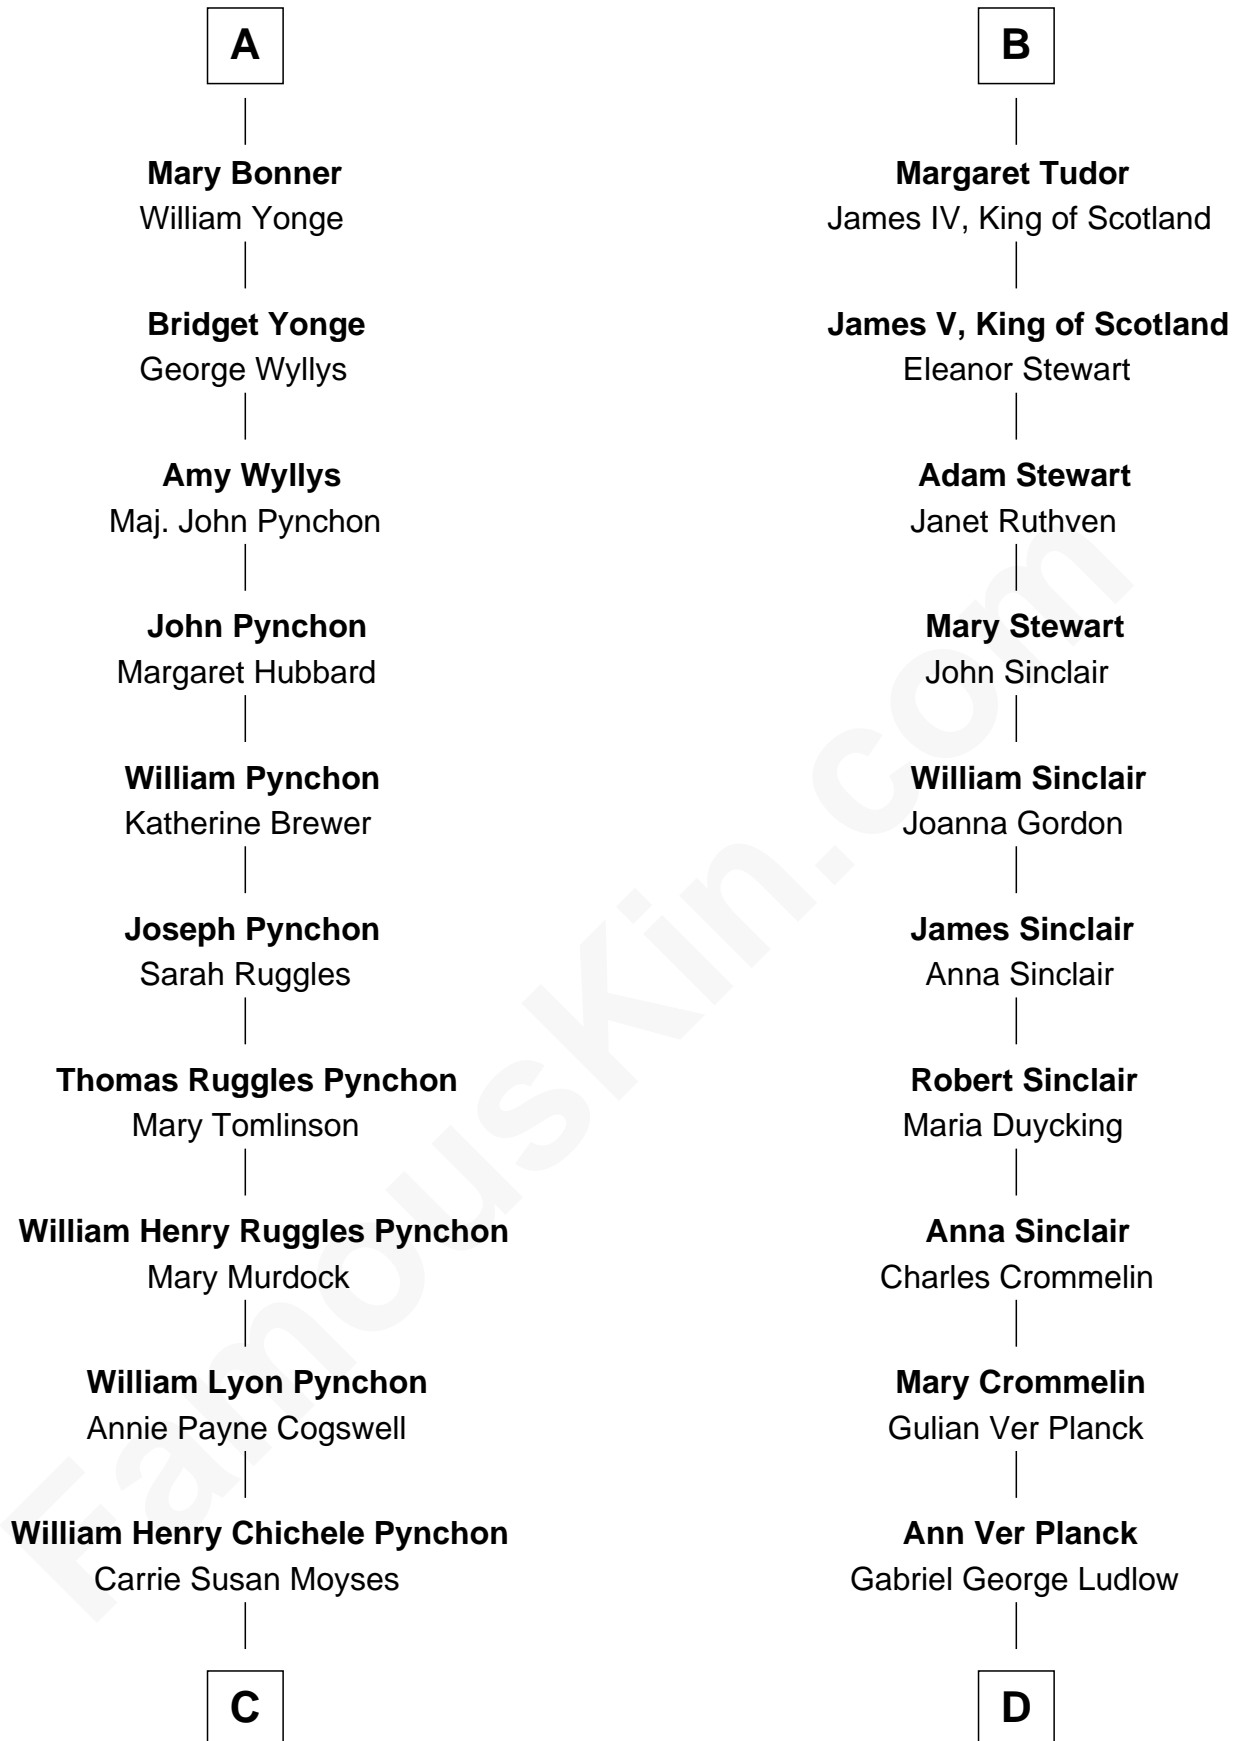 A
Mary Bonner
William Yonge
Bridget Yonge
George Wyllys
Amy Wyllys
Maj. John Pynchon
John Pynchon
Margaret Hubbard
William Pynchon
Katherine Brewer
Joseph Pynchon
Sarah Ruggles
Thomas Ruggles Pynchon
Mary Tomlinson
William Henry Ruggles Pynchon
Mary Murdock
William Lyon Pynchon
Annie Payne Cogswell
William Henry Chichele Pynchon
Carrie Susan Moyses
C
B
Margaret Tudor
James IV, King of Scotland
James V, King of Scotland
Eleanor Stewart
Adam Stewart
Janet Ruthven
Mary Stewart
John Sinclair
William Sinclair
Joanna Gordon
James Sinclair
Anna Sinclair
Robert Sinclair
Maria Duycking
Anna Sinclair
Charles Crommelin
Mary Crommelin
Gulian Ver Planck
Ann Ver Planck
Gabriel George Ludlow
D
FamousKin.com